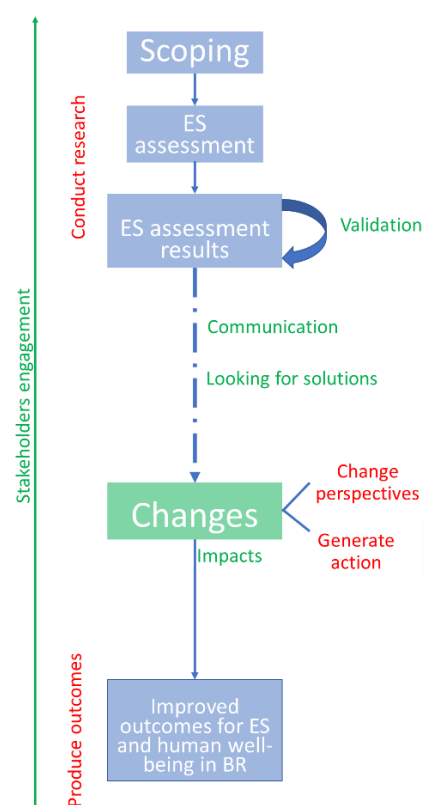 Scoping
Conduct research
ES
assessment
ES assessment
results
Validation
Communication
Looking for solutions
Stakeholders engagement
Changes
Change
perspectives
Generate
action
Impacts
Produce outcomes
Improved
outcomes for ES
and human well-
being in BR